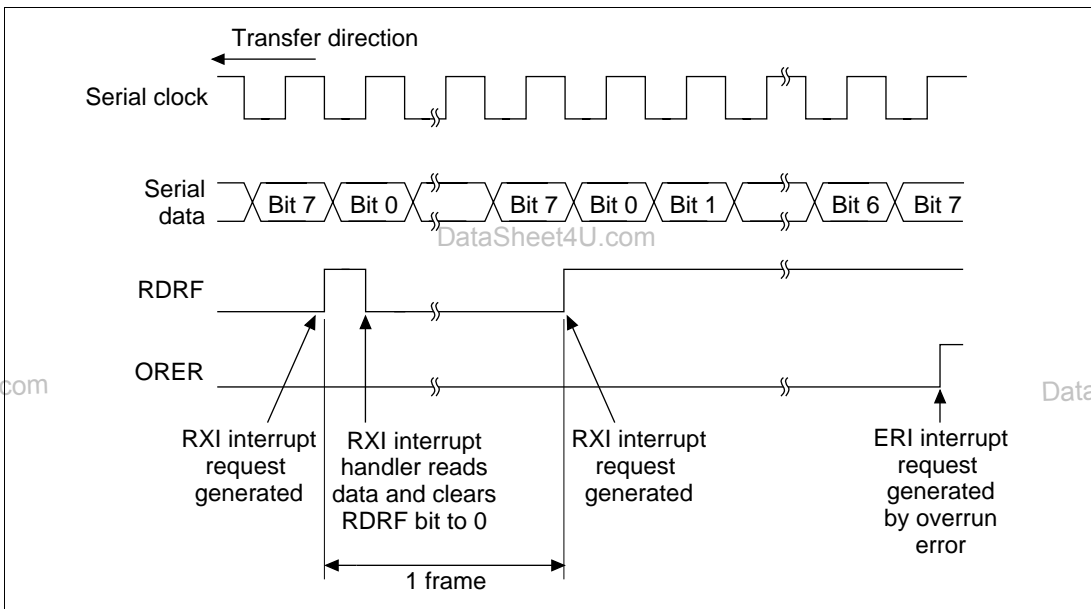 Transfer direction
Serial clock
Serial
data
Bit 7
Bit 0
Bit 7
Bit 0
Bit 1
Bit 6
Bit 7
DataSheet4U.com
RDRF
ORER
com
Data
RXI interrupt
request
generated
RXI interrupt
handler reads
data and clears
RDRF bit to 0
RXI interrupt
request
generated
ERI interrupt
request
generated
by overrun
error
1 frame